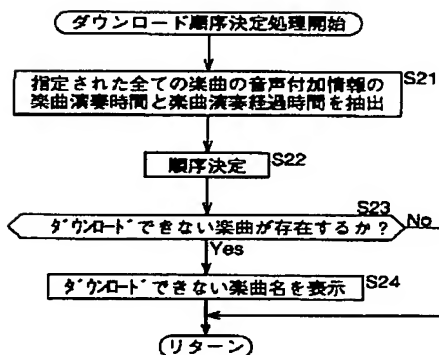 ダウンロード順序決定処理開始
S21
指定された全ての楽曲の音声付加情報の
楽曲演奏時間と楽曲演奏経過時間を抽出
S22
順序決定
S23
ダウンロードできない楽曲が存在するか?
No
Yes
S24
ダウンロードできない楽曲名を表示
リターン